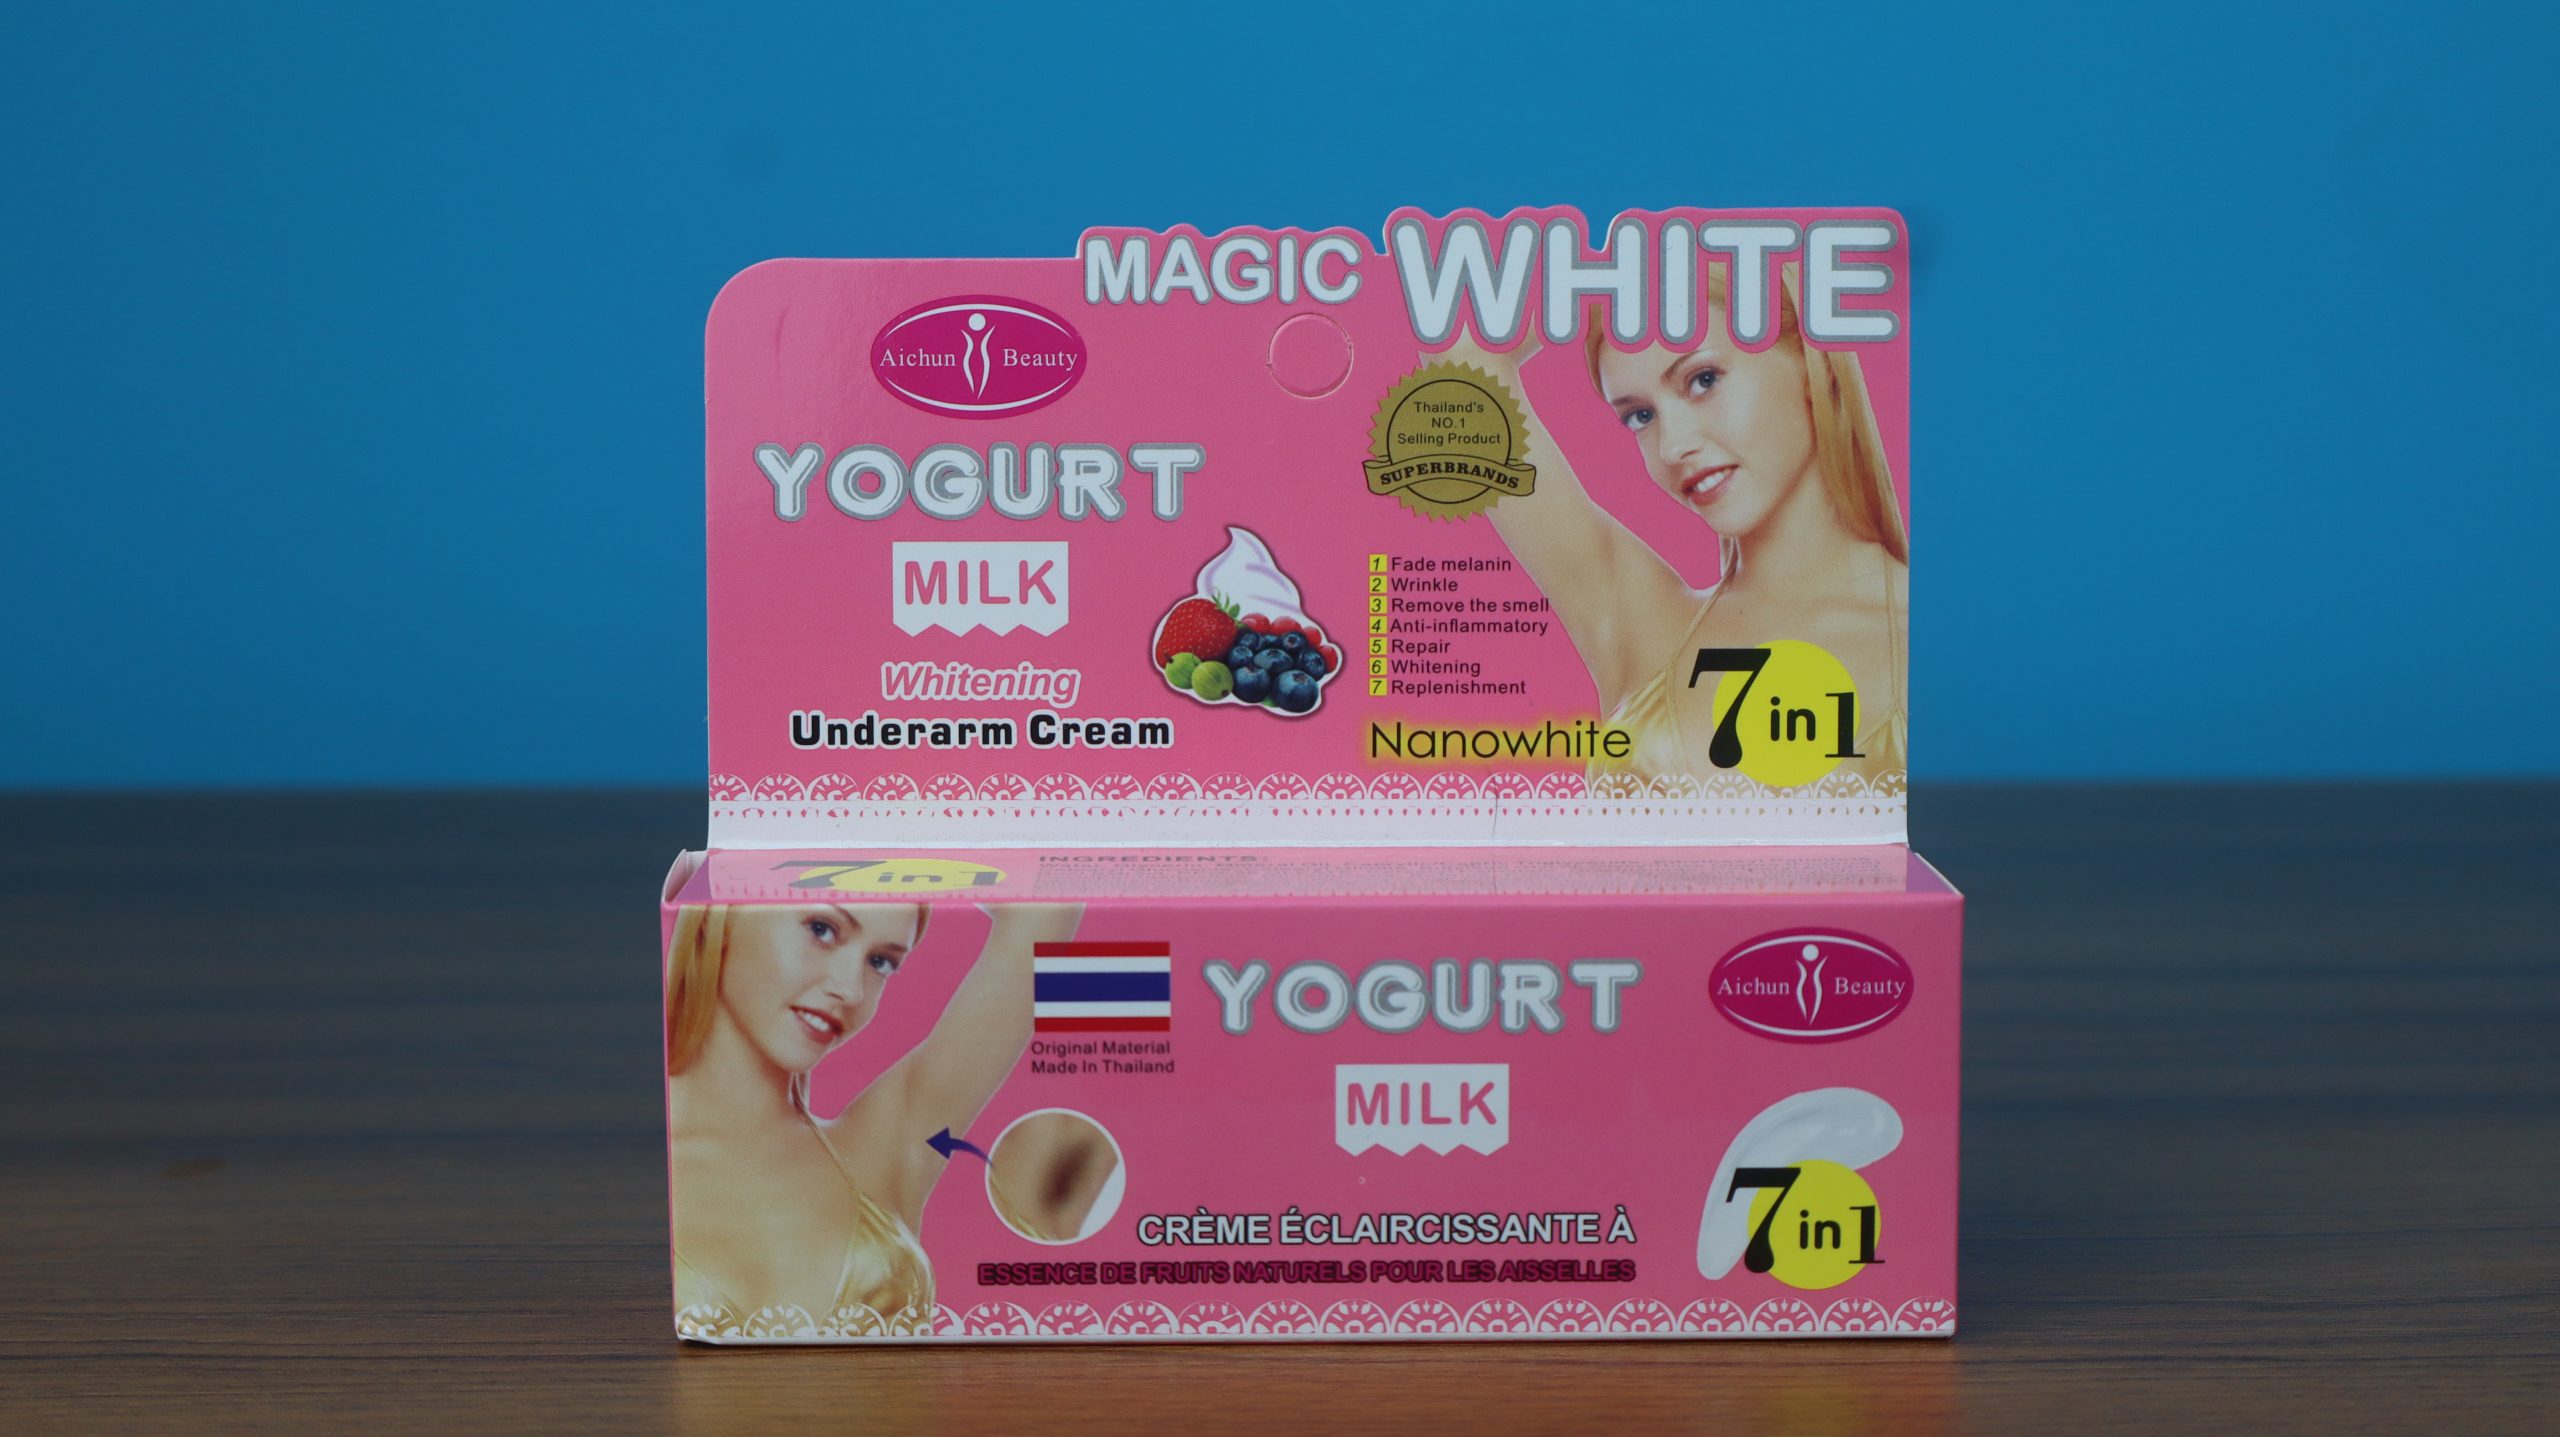 MAGIC WHITE
Aichun Beauty
Thailand's
NO.1
Selling Product
SUPERBRANDS
YOGURT
MILK
Whitening
Underarm Cream
1 Fade melanin
2 Wrinkle
3 Remove the smell
4 Anti-inflammatory
5 Repair
6 Whitening
7 Replenishment
Nanowhite
7 in 1
7 in 1
INGREDIENTS:
Original Material
Made In Thailand
YOGURT
MILK
Aichun Beauty
CRÈME ÉCLAIRCISSANTE À
ESSENCE DE FRUITS NATURELS POUR LES AISSELLES
7 in 1